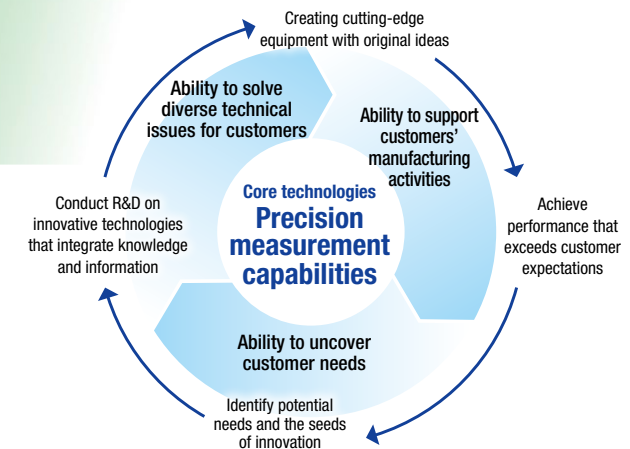 Creating cutting-edge
equipment with original ideas
Ability to solve
diverse technical
issues for customers
Ability to support
customers’
manufacturing
activities
Core technologies
Precision
measurement
capabilities
Conduct R&D on
innovative technologies
that integrate knowledge
and information
Achieve
performance that
exceeds customer
expectations
Ability to uncover
customer needs
Identify potential
needs and the seeds
of innovation